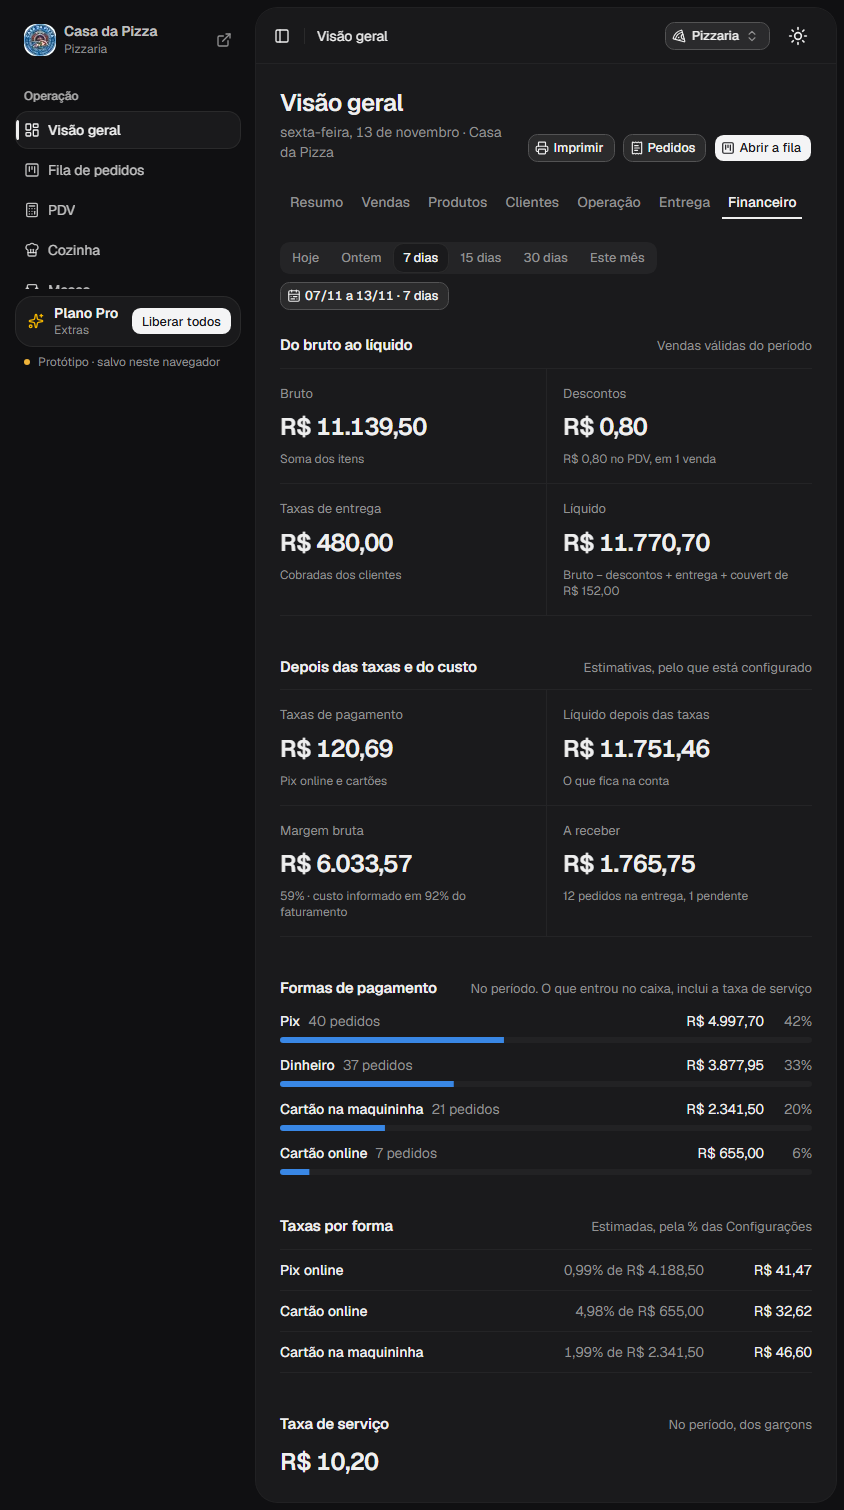 Casa da Pizza
Pizzaria
Operação
Visão geral
Fila de pedidos
PDV
Cozinha
Plano Pro
Extras
Liberar todos
Protótipo · salvo neste navegador
Visão geral
Pizzaria
Visão geral
sexta-feira, 13 de novembro · Casa
da Pizza
Imprimir
Pedidos
Abrir a fila
Resumo Vendas Produtos Clientes Operação Entrega Financeiro
Hoje Ontem 7 dias 15 dias 30 dias Este mês
07/11 a 13/11 · 7 dias
Do bruto ao líquido
Vendas válidas do período
Bruto
R$ 11.139,50
Soma dos itens
Descontos
R$ 0,80
R$ 0,80 no PDV, em 1 venda
Taxas de entrega
R$ 480,00
Cobradas dos clientes
Líquido
R$ 11.770,70
Bruto − descontos + entrega + couvert de
R$ 152,00
Depois das taxas e do custo
Estimativas, pelo que está configurado
Taxas de pagamento
R$ 120,69
Pix online e cartões
Líquido depois das taxas
R$ 11.751,46
O que fica na conta
Margem bruta
R$ 6.033,57
59% · custo informado em 92% do
faturamento
A receber
R$ 1.765,75
12 pedidos na entrega, 1 pendente
Formas de pagamento
No período. O que entrou no caixa, inclui a taxa de serviço
Pix 40 pedidos R$ 4.997,70 42%
Dinheiro 37 pedidos R$ 3.877,95 33%
Cartão na maquininha 21 pedidos R$ 2.341,50 20%
Cartão online 7 pedidos R$ 655,00 6%
Taxas por forma
Estimadas, pela % das Configurações
Pix online 0,99% de R$ 4.188,50 R$ 41,47
Cartão online 4,98% de R$ 655,00 R$ 32,62
Cartão na maquininha 1,99% de R$ 2.341,50 R$ 46,60
Taxa de serviço
No período, dos garçons
R$ 10,20